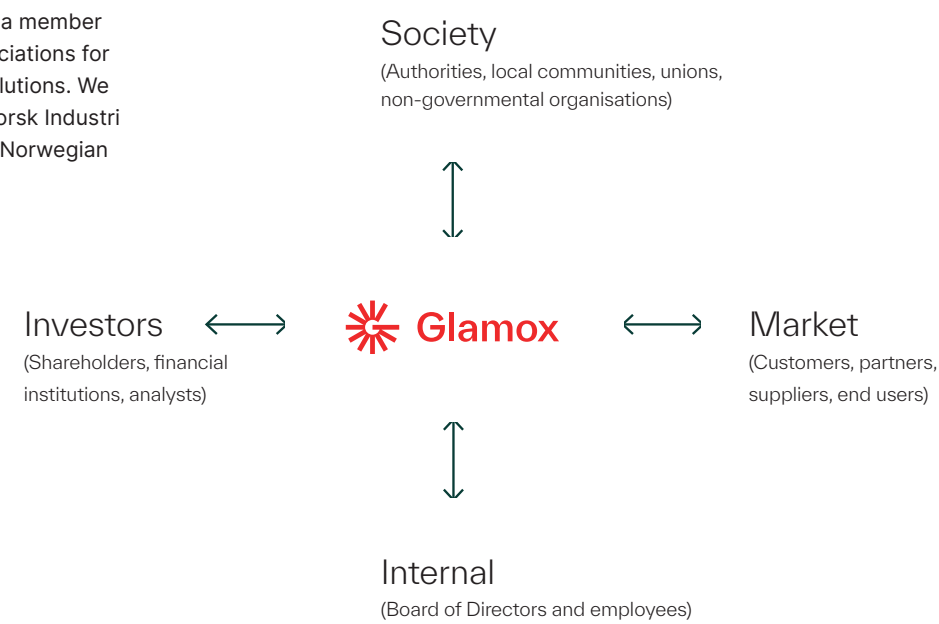 a member
ciations for
lutions. We
orsk Industri
Norwegian
Society
(Authorities, local communities, unions,
non-governmental organisations)
Investors
(Shareholders, financial
institutions, analysts)
Glamox
Market
(Customers, partners,
suppliers, end users)
Internal
(Board of Directors and employees)